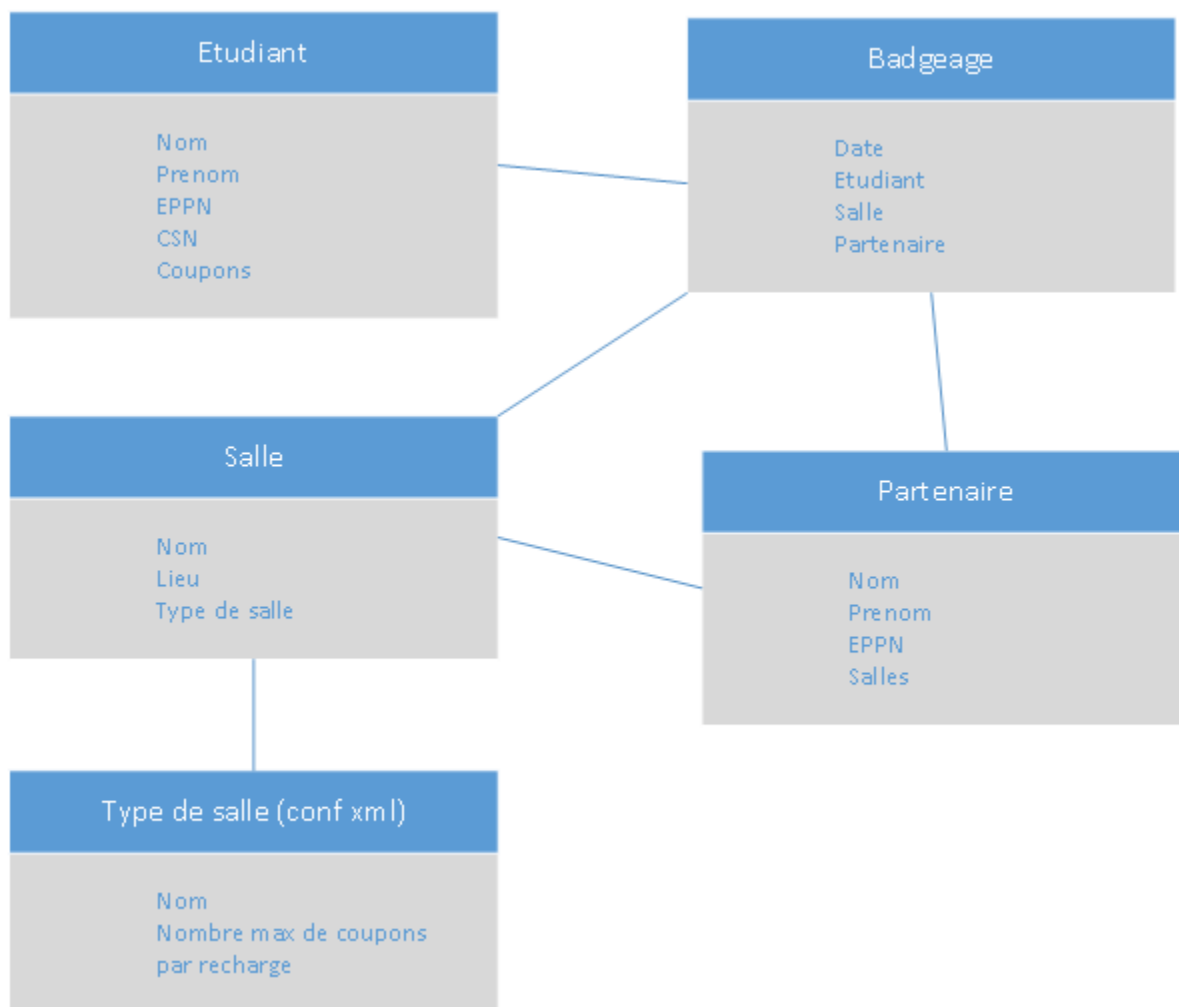 Etudiant
Nom
Prenom
EPPN
CSN
Coupons
Badgeage
Date
Etudiant
Salle
Partenaire
Salle
Nom
Lieu
Type de salle
Partenaire
Nom
Prenom
EPPN
Salles
Type de salle (conf xml)
Nom
Nombre max de coupons
par recharge